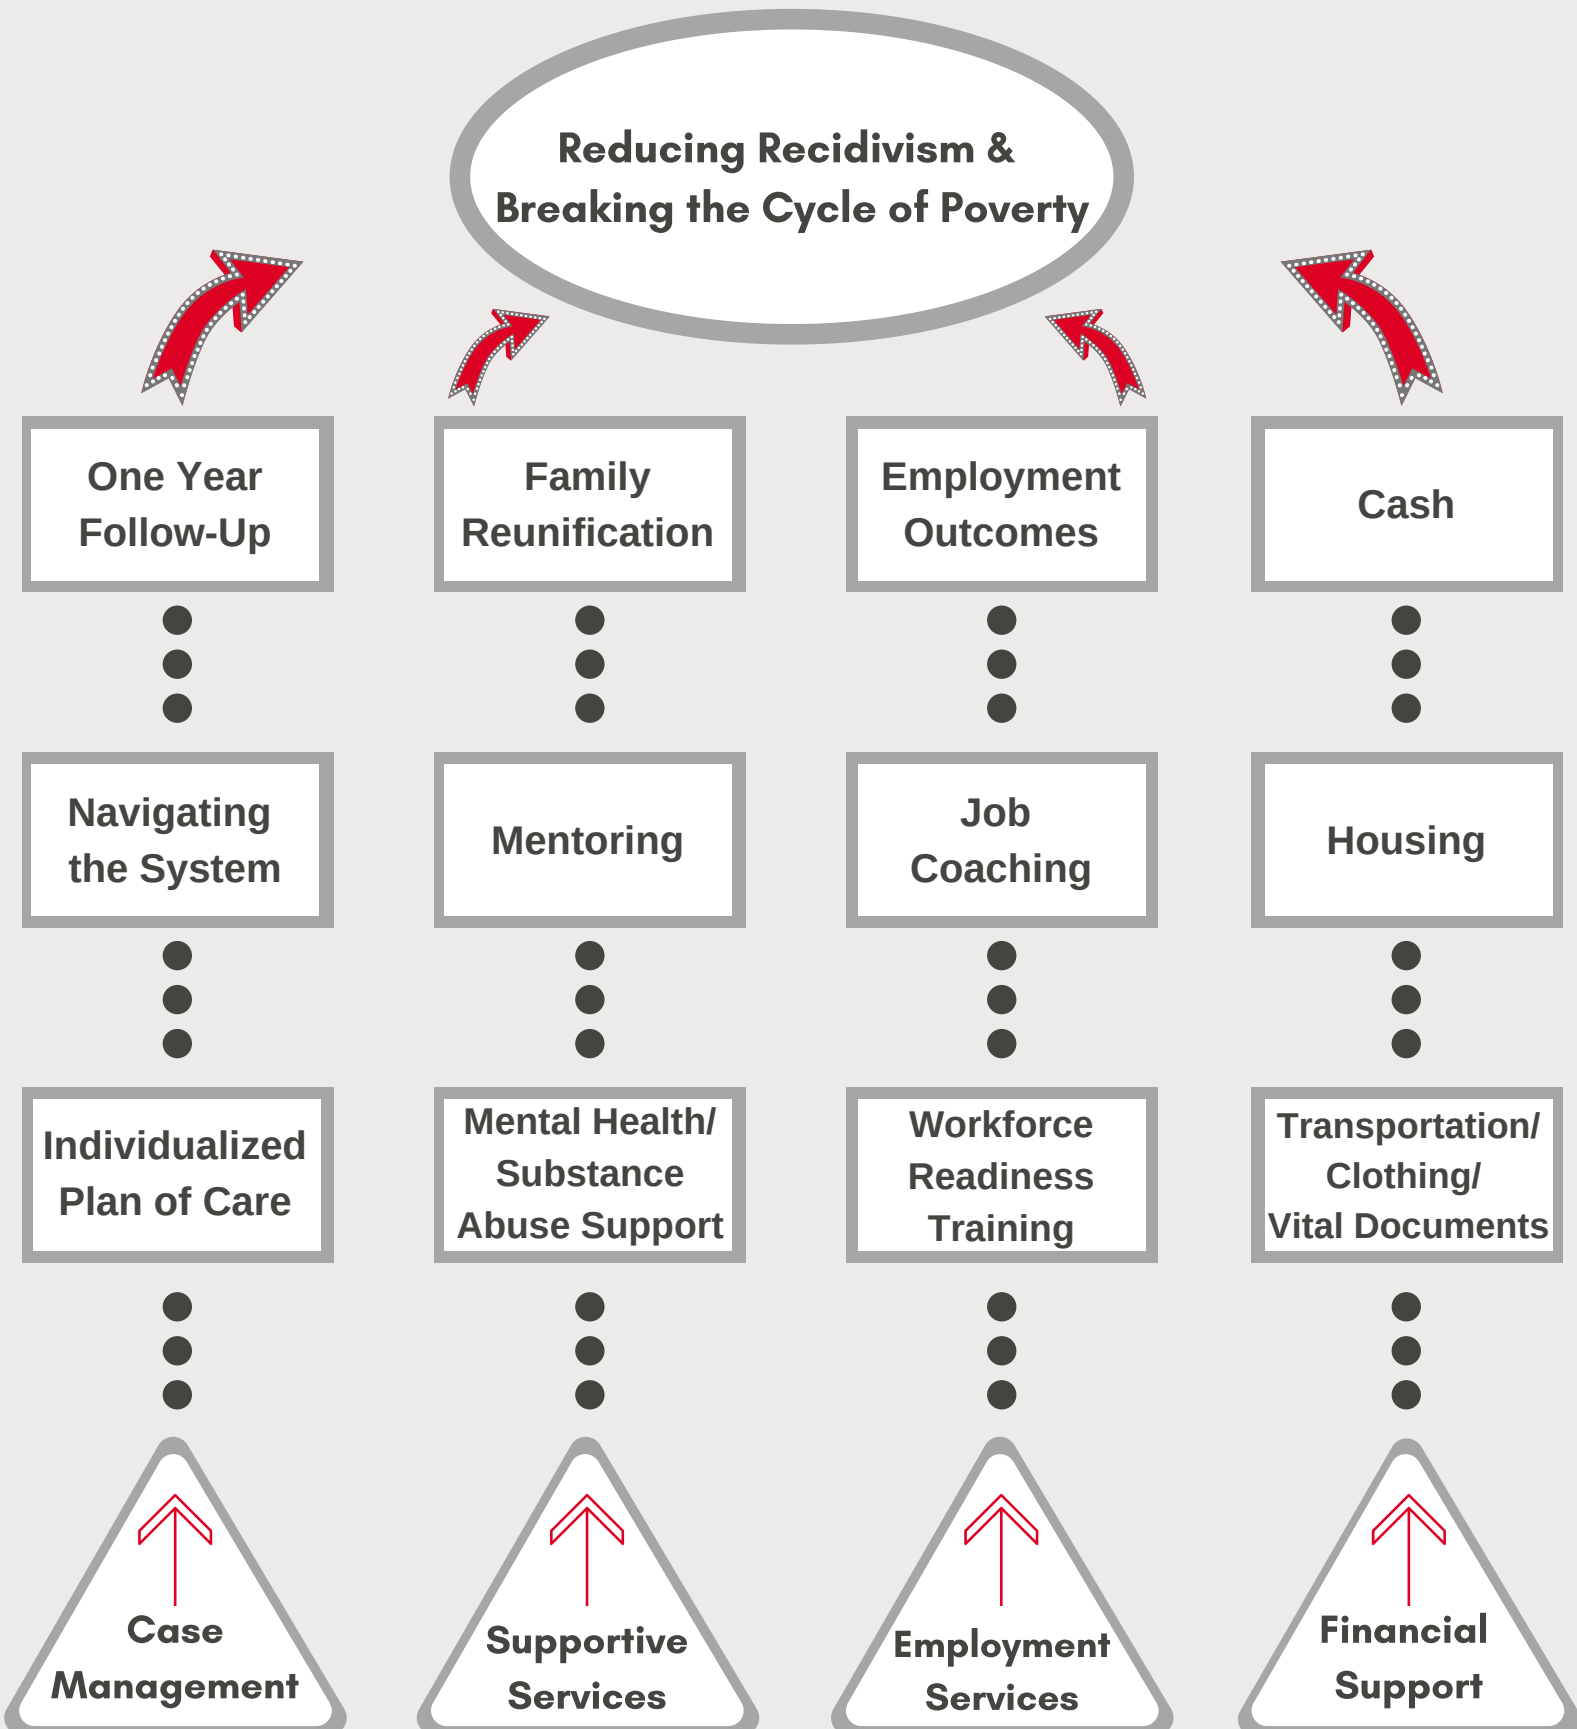 Reducing Recidivism &
Breaking the Cycle of Poverty
One Year
Follow-Up
Family
Reunification
Employment
Outcomes
Cash
Navigating
the System
Mentoring
Job
Coaching
Housing
Individualized
Plan of Care
Mental Health/
Substance
Abuse Support
Workforce
Readiness
Training
Transportation/
Clothing/
Vital Documents
Case
Management
Supportive
Services
Employment
Services
Financial
Support